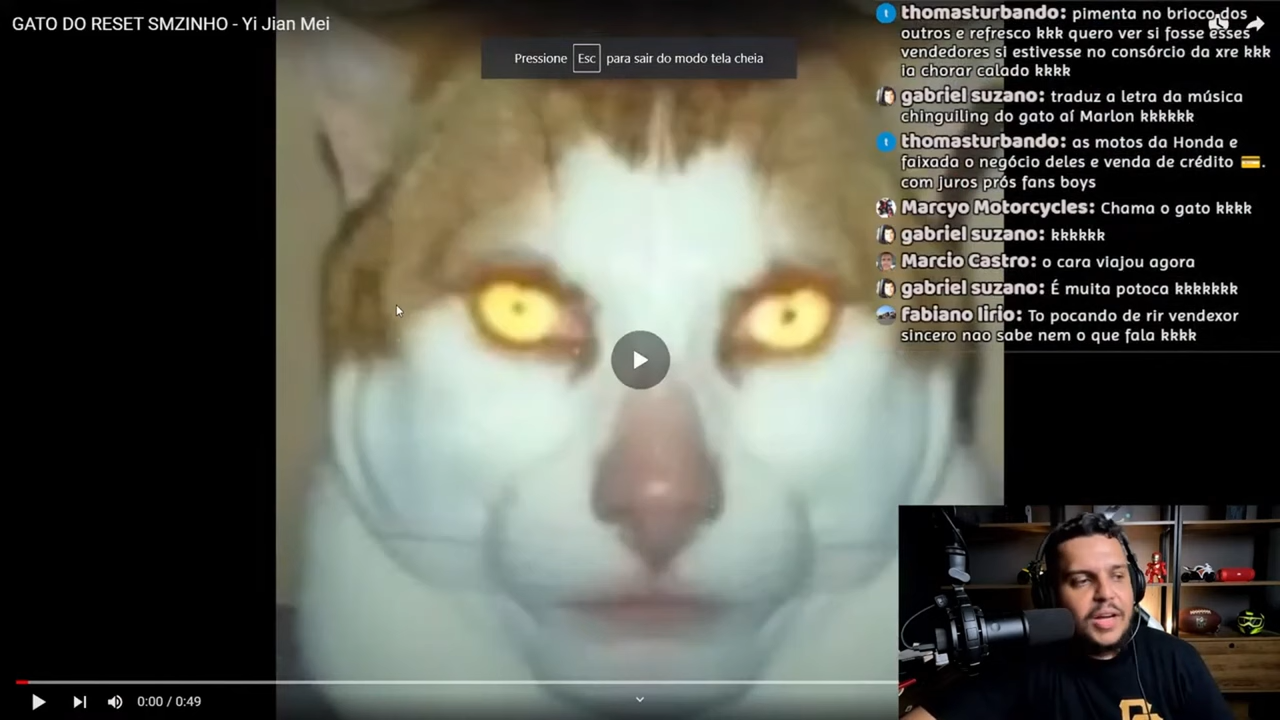 GATO DO RESET SMZINHO - Yi Jian Mei
Pressione Esc para sair do modo tela cheia
thomasturbando: pimenta no brioco dos
outros e refresco kkk quero ver si fosse esses
vendedores si estivesse no consórcio da xre kkk
ia chorar calado kkkk
gabriel suzano: traduz a letra da música
chinguiling do gato aí Marlon kkkkkk
thomasturbando: as motos da Honda e
faixada o negócio deles e venda de crédito 💳.
com juros prós fans boys
Marcyo Motorcycles: Chama o gato kkkk
gabriel suzano: kkkkkk
Marcio Castro: o cara viajou agora
gabriel suzano: É muita potoca kkkkkkk
fabiano lirio: To pocando de rir vendexor
sincero nao sabe nem o que fala kkkk
0:00 / 0:49